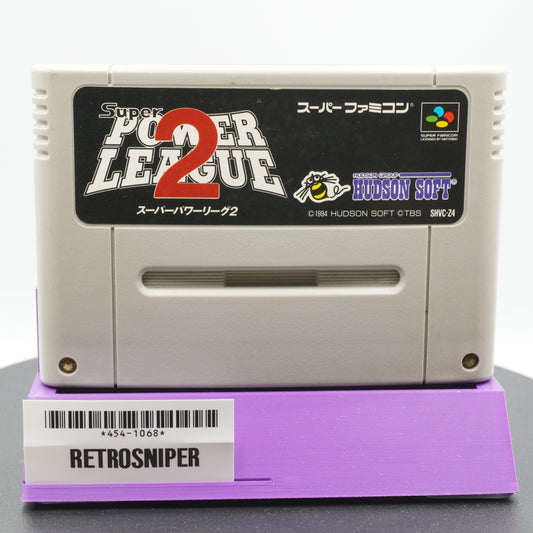 Super
POWER
LEAGUE
2
スーパーパワーリーグ2
スーパーファミコン®
SUPER FAMICOM
LICENSED BY NINTENDO
HUDSON GROUP
HUDSON SOFT®
©1994 HUDSON SOFT ©TBS
SHVC-Z4
*454-1068*
RETROSNIPER